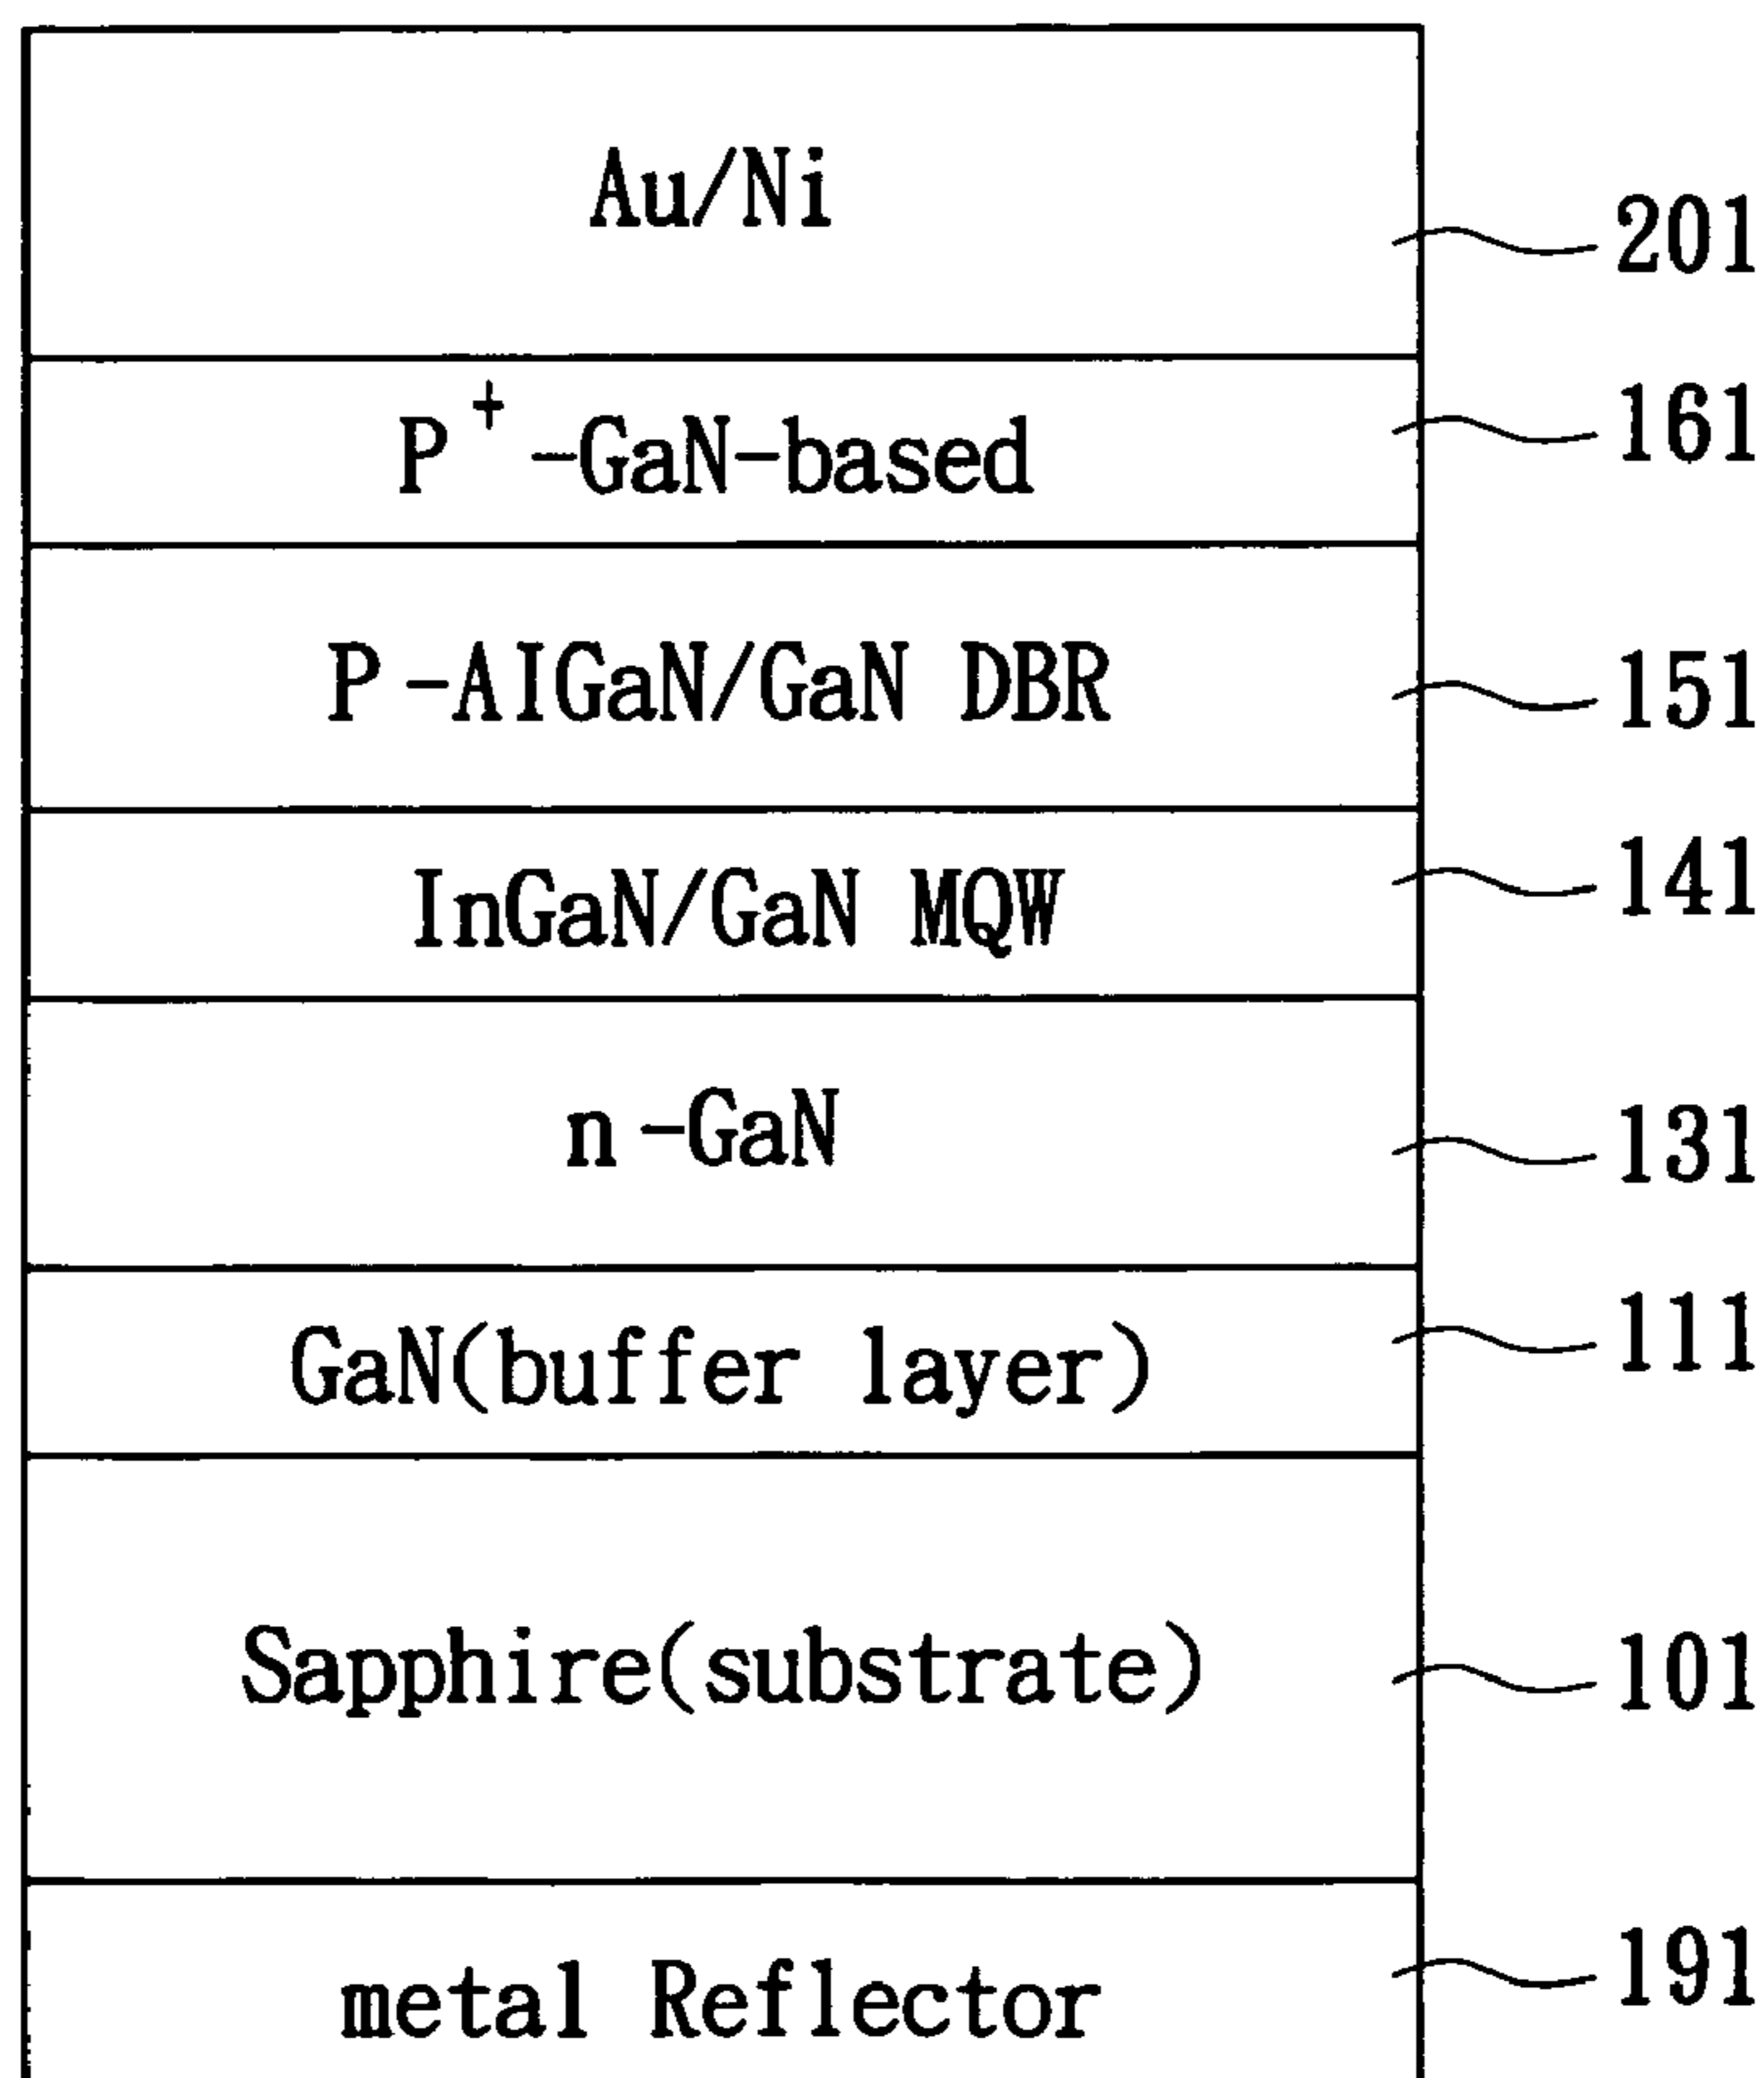 Au/Ni
201
P⁺-GaN-based
161
P-AlGaN/GaN DBR
151
InGaN/GaN MQW
141
n-GaN
131
GaN(buffer layer)
111
Sapphire(substrate)
101
metal Reflector
191